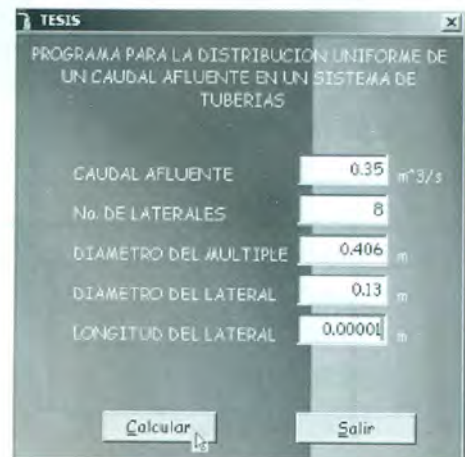 TESIS
PROGRAMA PARA LA DISTRIBUCION UNIFORME DE
UN CAUDAL AFLUENTE EN UN SISTEMA DE
TUBERIAS
CAUDAL AFLUENTE 0.35 m^3/s
No. DE LATERALES 8
DIAMETRO DEL MULTIPLE 0.406 m
DIAMETRO DEL LATERAL 0.13 m
LONGITUD DEL LATERAL 0.00001 m
Calcular Salir